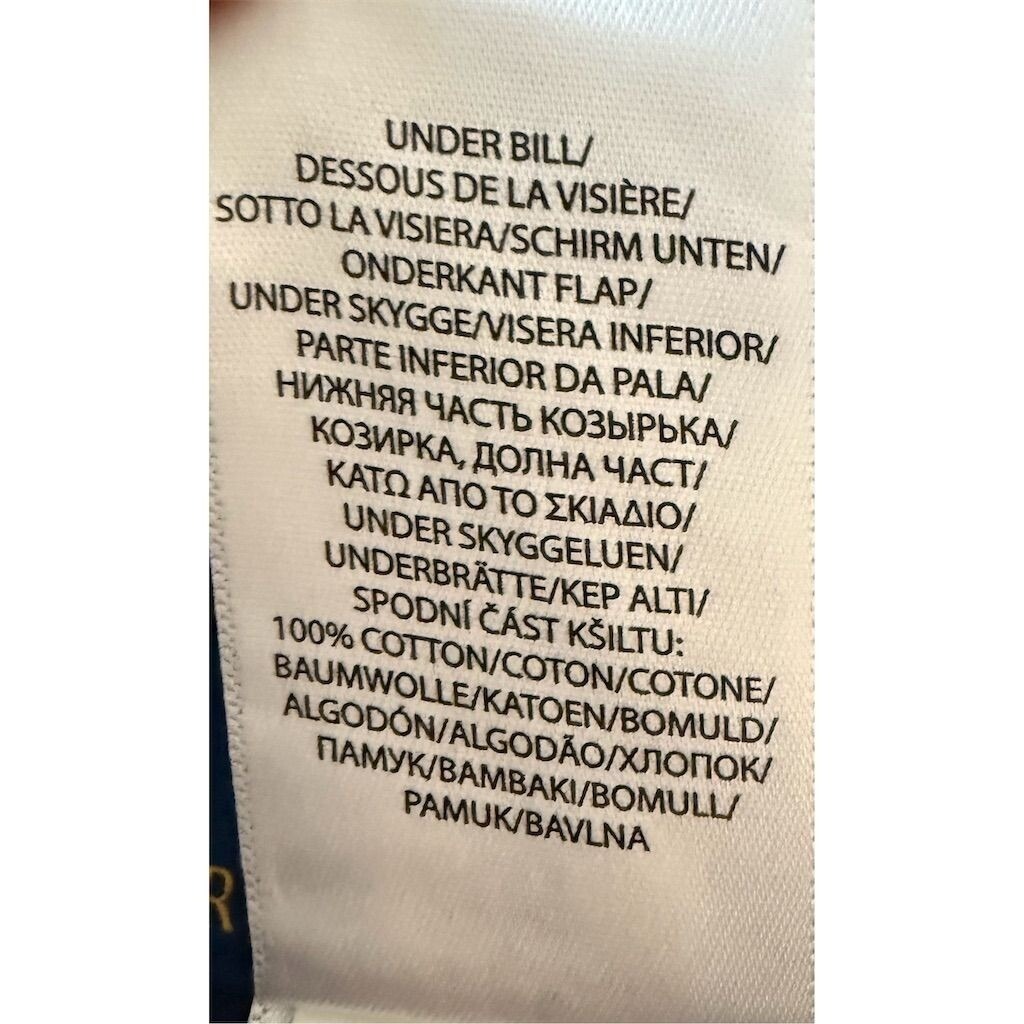 UNDER BILL/
DESSOUS DE LA VISIÈRE/
SOTTO LA VISIERA/SCHIRM UNTEN/
ONDERKANT FLAP/
UNDER SKYGGE/VISERA INFERIOR/
PARTE INFERIOR DA PALA/
НИЖНЯЯ ЧАСТЬ КОЗЫРЬКА/
КОЗИРКА, ДОЛНА ЧАСТ/
ΚΑΤΩ ΑΠΟ ΤΟ ΣΚΙΑΔΙΟ/
UNDER SKYGGELUEN/
UNDERBRÄTTE/KEP ALTI/
SPODNÍ ČÁST KŠILTU:
100% COTTON/COTON/COTONE/
BAUMWOLLE/KATOEN/BOMULD/
ALGODÓN/ALGODÃO/ХЛОПОК/
ПАМУК/ΒΑΜΒΑΚΙ/BOMULL/
PAMUK/BAVLNA
R